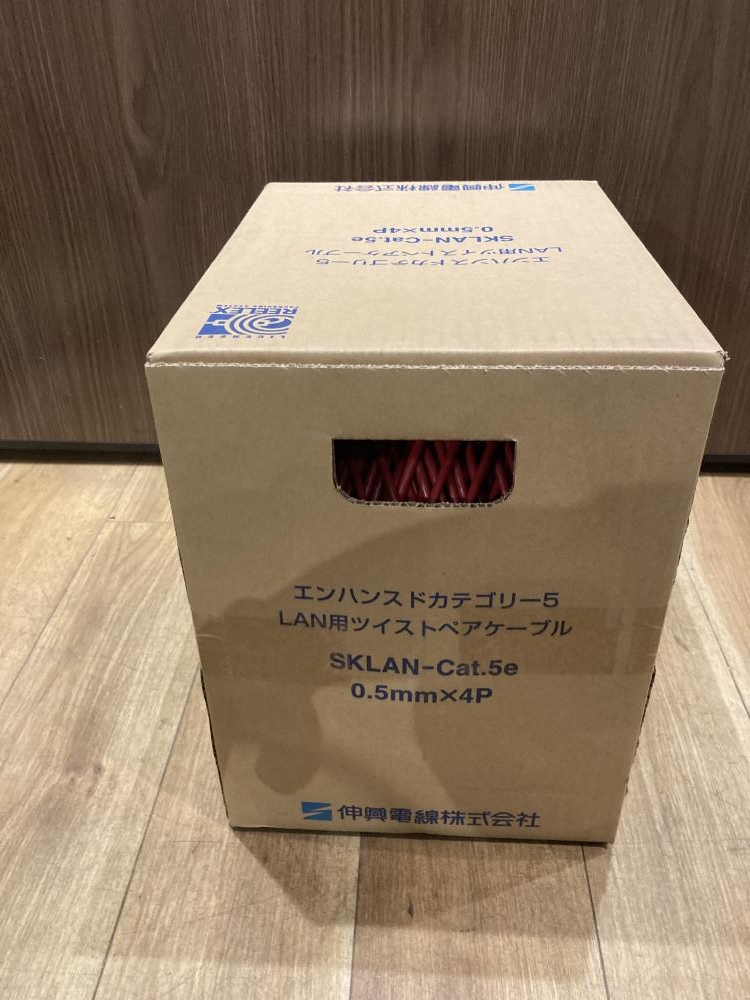 伸興電線株式会社
0.5mm×4P
SKLAN-Cat.5e
LAN用ツイストペアケーブル
エンハンスドカテゴリー5
REELEX
LICENSED
エンハンスドカテゴリー5
LAN用ツイストペアケーブル
SKLAN-Cat.5e
0.5mm×4P
伸興電線株式会社